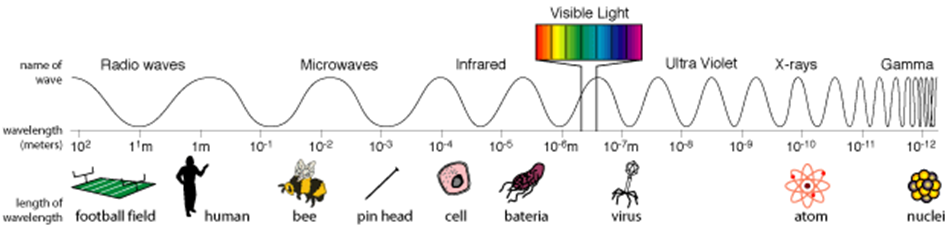 Visible Light
name of
wave
Radio waves Microwaves Infrared Ultra Violet X-rays Gamma
wavelength
(meters)
10² 1¹m 1m 10⁻¹ 10⁻² 10⁻³ 10⁻⁴ 10⁻⁵ 10⁻⁶m 10⁻⁷m 10⁻⁸ 10⁻⁹ 10⁻¹⁰ 10⁻¹¹ 10⁻¹²
length of
wavelength
football field human bee pin head cell bateria virus atom nuclei